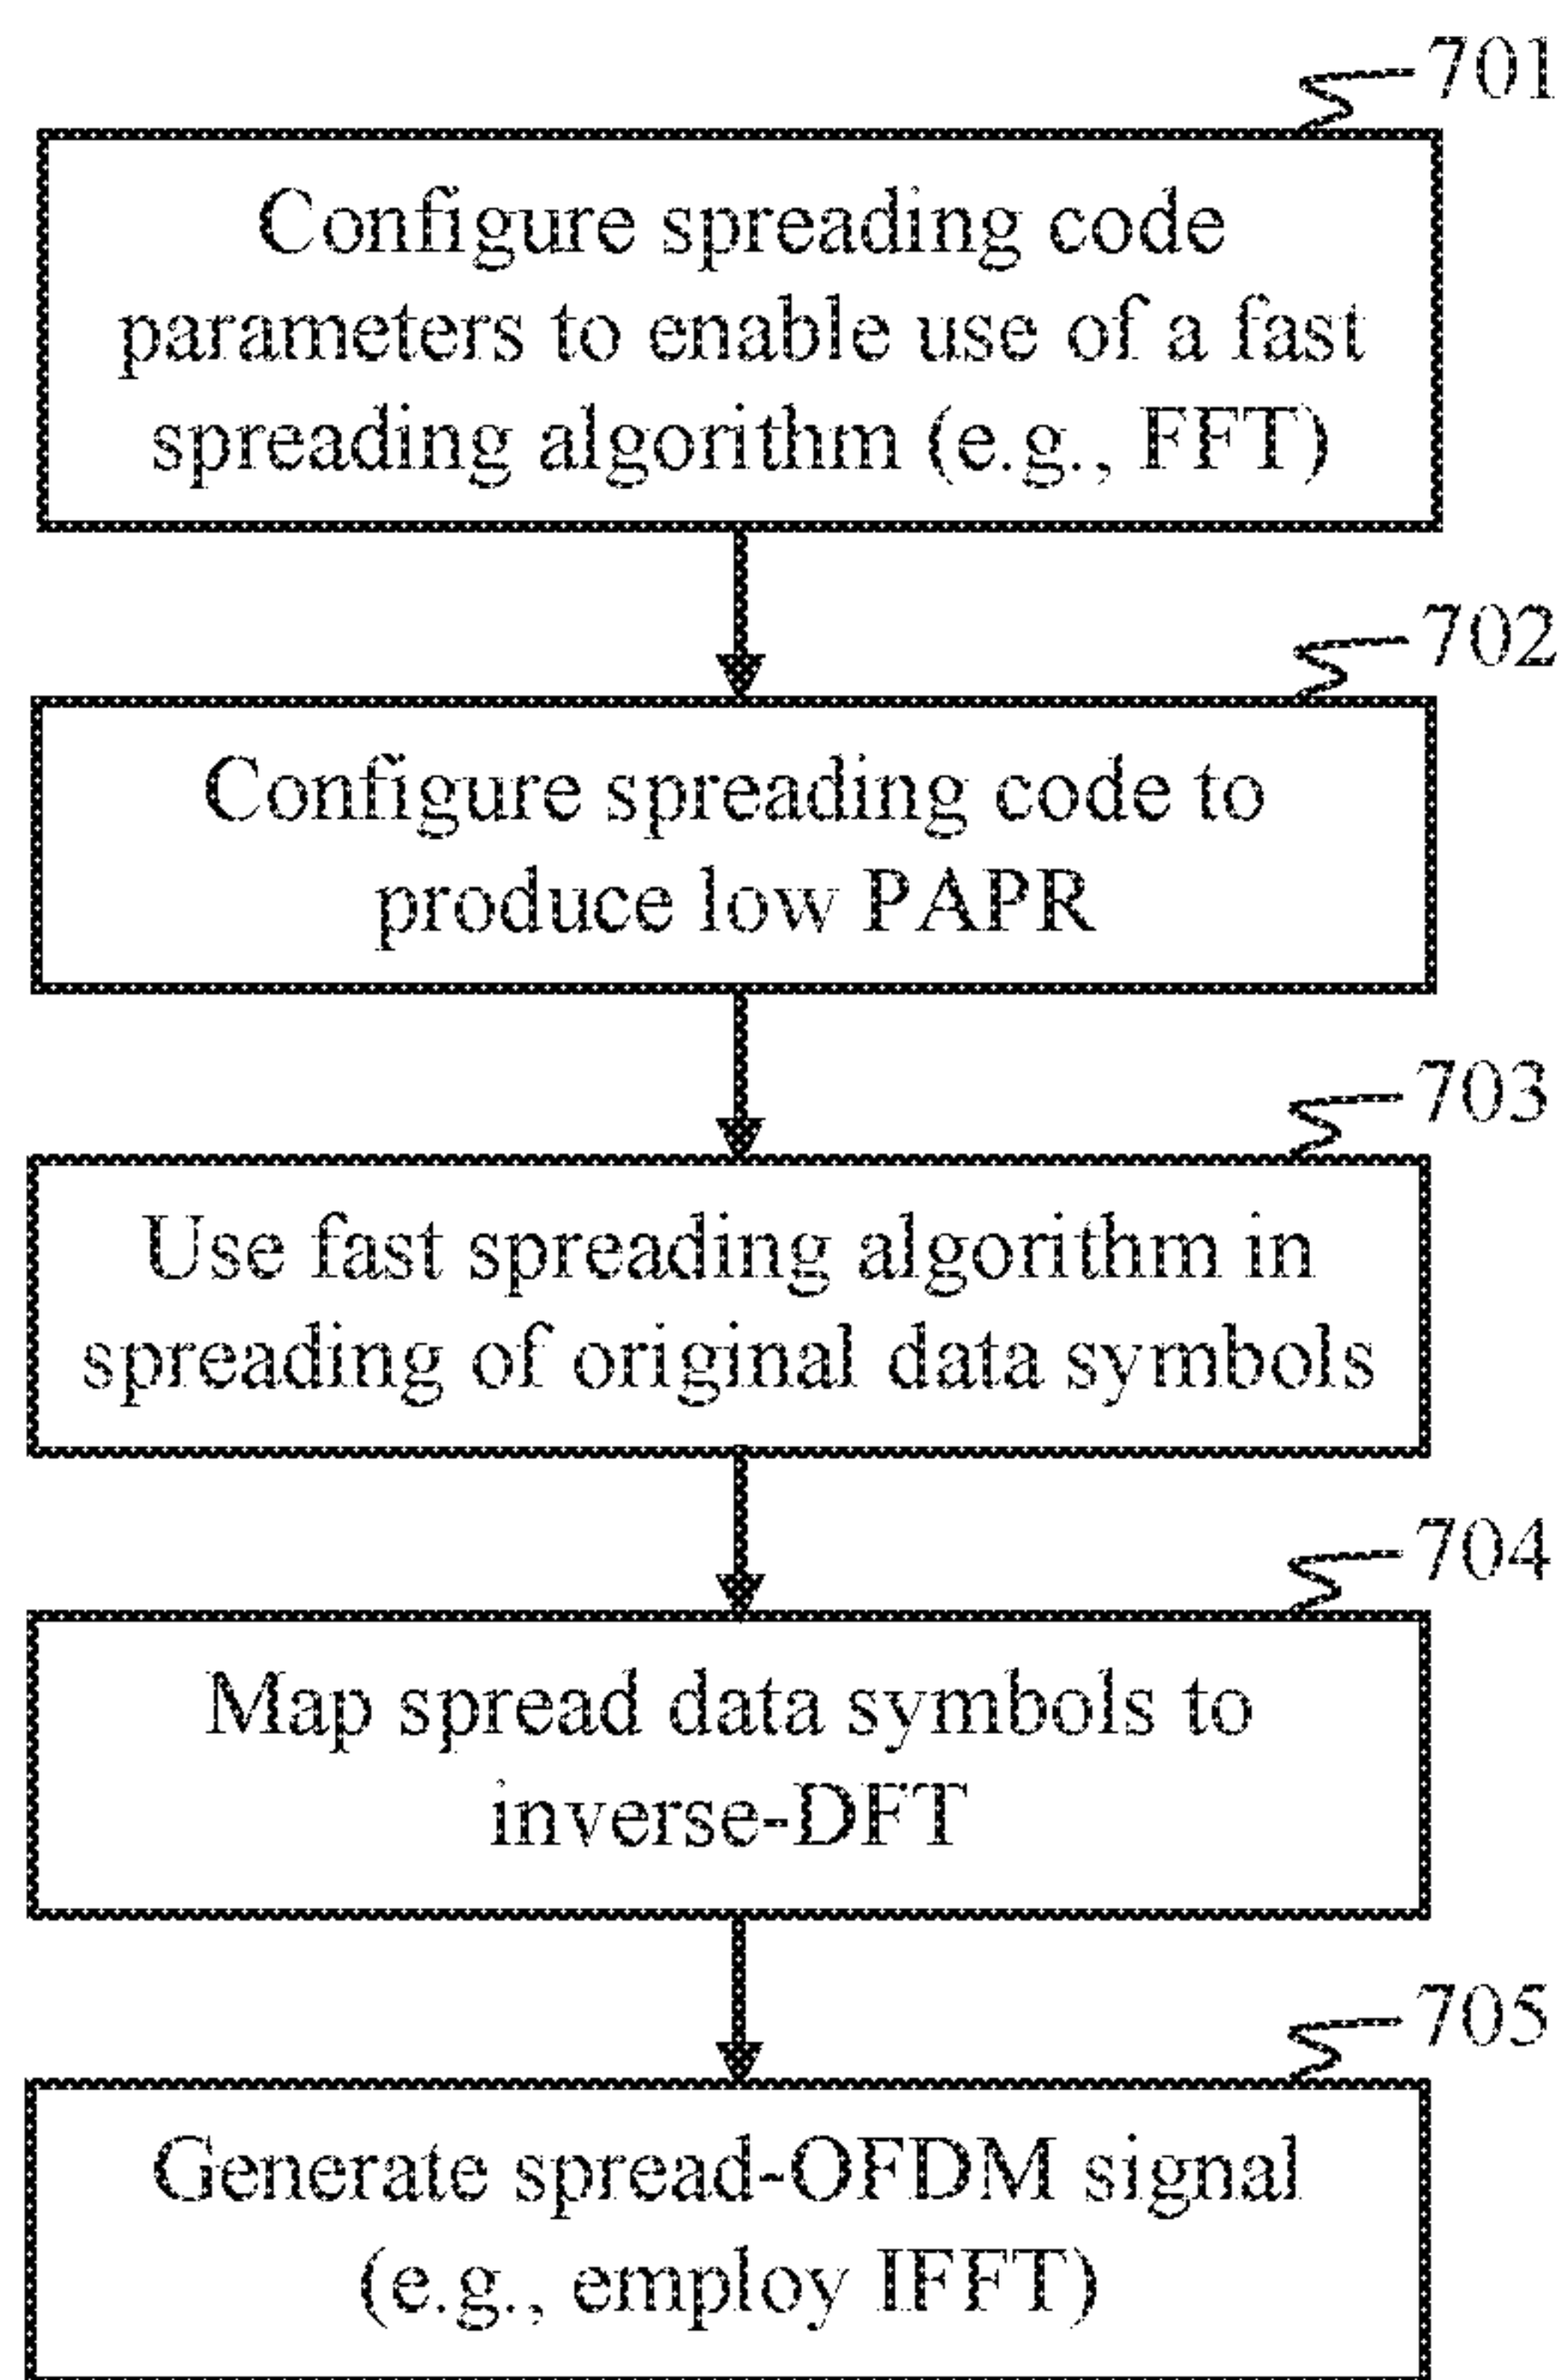 701
Configure spreading code
parameters to enable use of a fast
spreading algorithm (e.g., FFT)
702
Configure spreading code to
produce low PAPR
703
Use fast spreading algorithm in
spreading of original data symbols
704
Map spread data symbols to
inverse-DFT
705
Generate spread-OFDM signal
(e.g., employ IFFT)